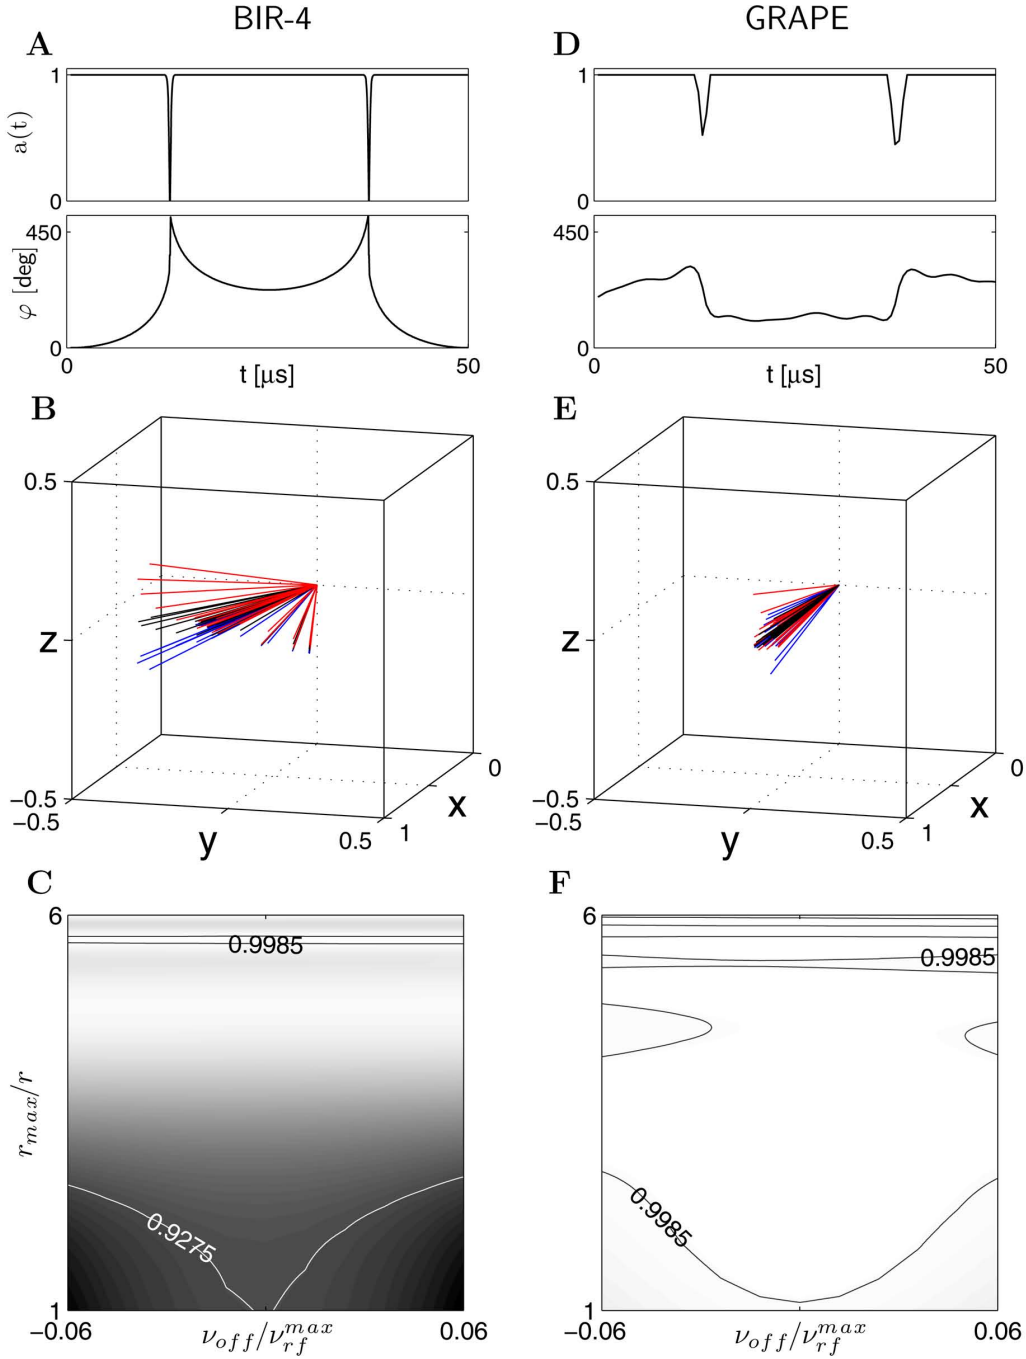 BIR-4
GRAPE
A
D
a(t)
1
0
1
0
φ [deg]
450
0
450
0
0
50
0
50
t [μs]
t [μs]
B
E
0.5
z
−0.5
−0.5
y
0.5
1
x
0
0.5
z
−0.5
−0.5
y
0.5
1
x
0
C
F
r_max/r
6
1
0.9985
0.9275
−0.06
ν_off/ν_rf^max
0.06
6
1
0.9985
0.9985
−0.06
ν_off/ν_rf^max
0.06